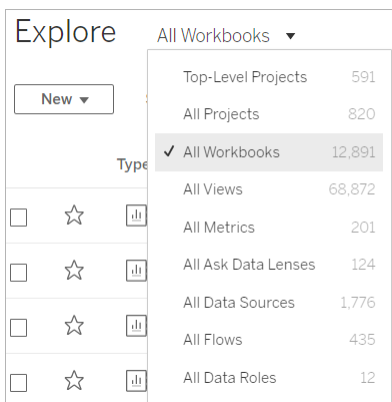 Explore All Workbooks
Top-Level Projects 591
New
All Projects 820
All Workbooks 12,891
Type
All Views 68,872
All Metrics 201
All Ask Data Lenses 124
All Data Sources 1,776
All Flows 435
All Data Roles 12